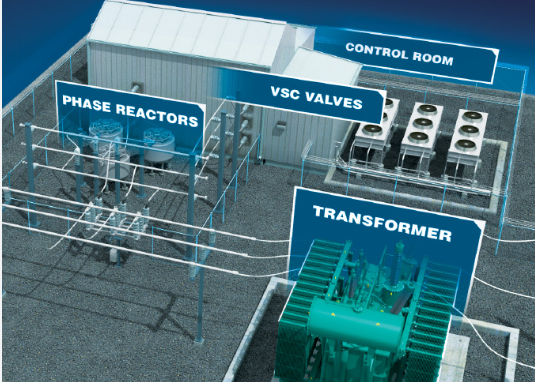 CONTROL ROOM
VSC VALVES
PHASE REACTORS
TRANSFORMER